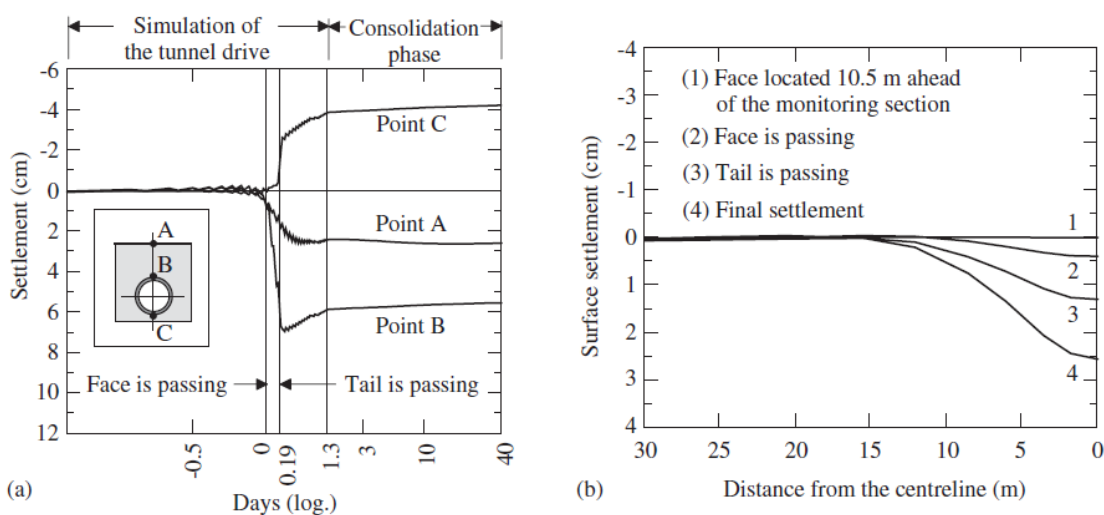 Simulation of
the tunnel drive
Consolidation
phase
-6
-4
-2
0
2
4
6
8
10
12
Settlement (cm)
Point C
Point A
Point B
A
B
C
Face is passing
Tail is passing
-0.5
0
0.19
1.3
3
10
40
Days (log.)
(a)
-4
-3
-2
-1
0
1
2
3
4
Surface settlement (cm)
(1) Face located 10.5 m ahead
of the monitoring section
(2) Face is passing
(3) Tail is passing
(4) Final settlement
1
2
3
4
30
25
20
15
10
5
0
Distance from the centreline (m)
(b)